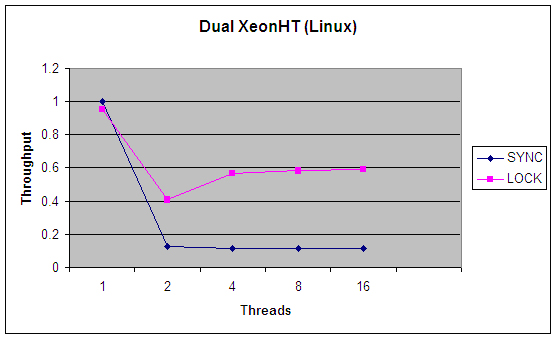 Dual XeonHT (Linux)
1.2
1
0.8
0.6
0.4
0.2
0
Throughput
SYNC
LOCK
1 2 4 8 16
Threads